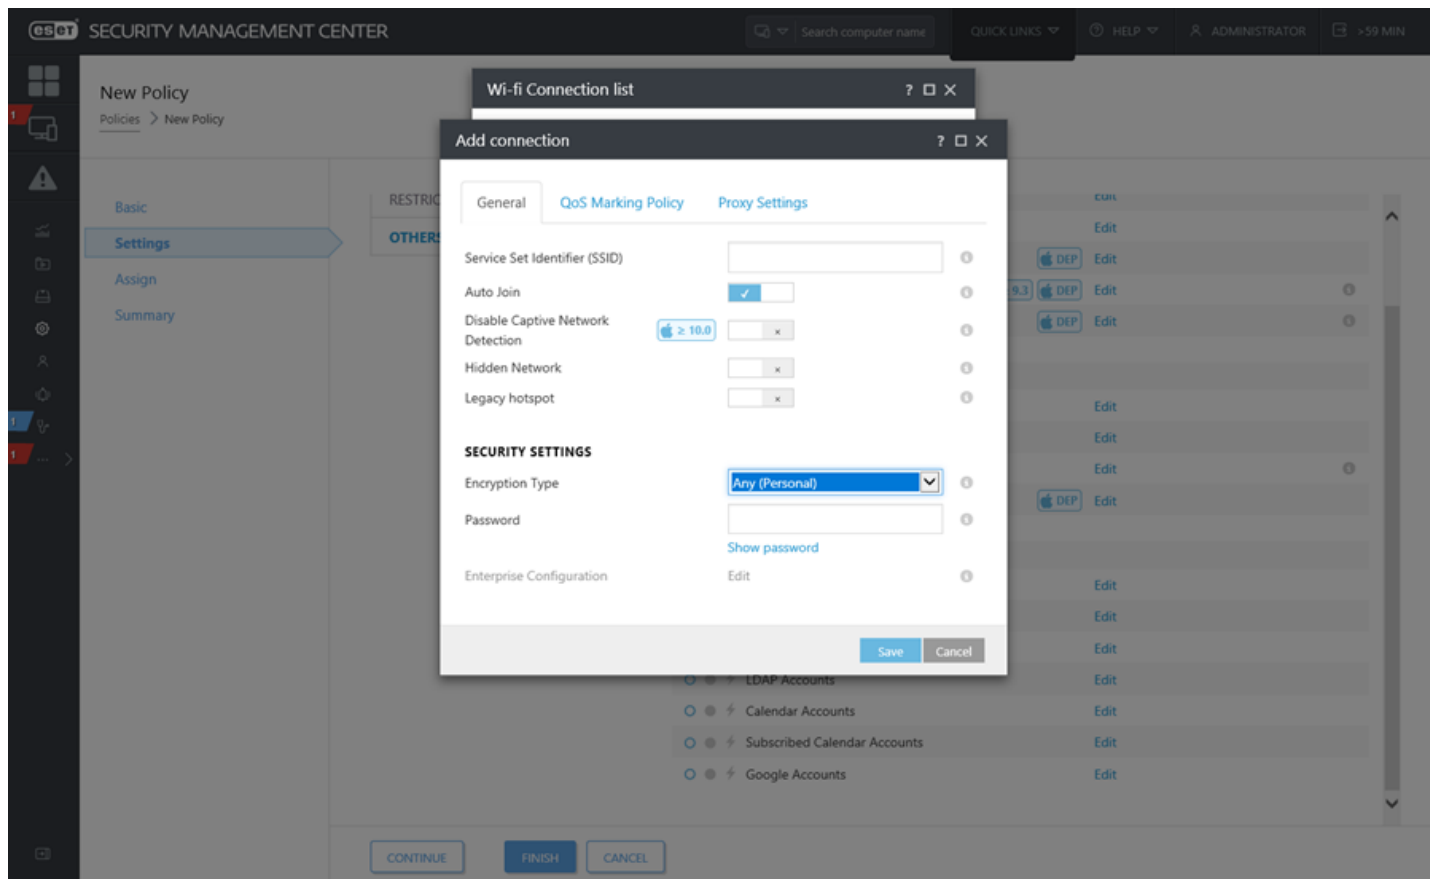 eset SECURITY MANAGEMENT CENTER
Search computer name
QUICK LINKS
HELP
ADMINISTRATOR
>59 MIN
Wi-fi Connection list
?
New Policy
Policies > New Policy
1
Add connection
?
Basic
Settings
Assign
Summary
RESTRIC
OTHERS
General
QoS Marking Policy
Proxy Settings
Edit
Service Set Identifier (SSID)
Edit
DEP Edit
Auto Join
9.3 DEP Edit
Disable Captive Network
Detection
≥ 10.0
DEP Edit
Hidden Network
Legacy hotspot
Edit
1
Edit
SECURITY SETTINGS
1 ...
Encryption Type
Any (Personal)
Edit
Password
DEP Edit
Show password
Enterprise Configuration
Edit
Edit
Edit
Save
Cancel
Edit
LDAP Accounts
Edit
Calendar Accounts
Edit
Subscribed Calendar Accounts
Edit
Google Accounts
Edit
CONTINUE
FINISH
CANCEL